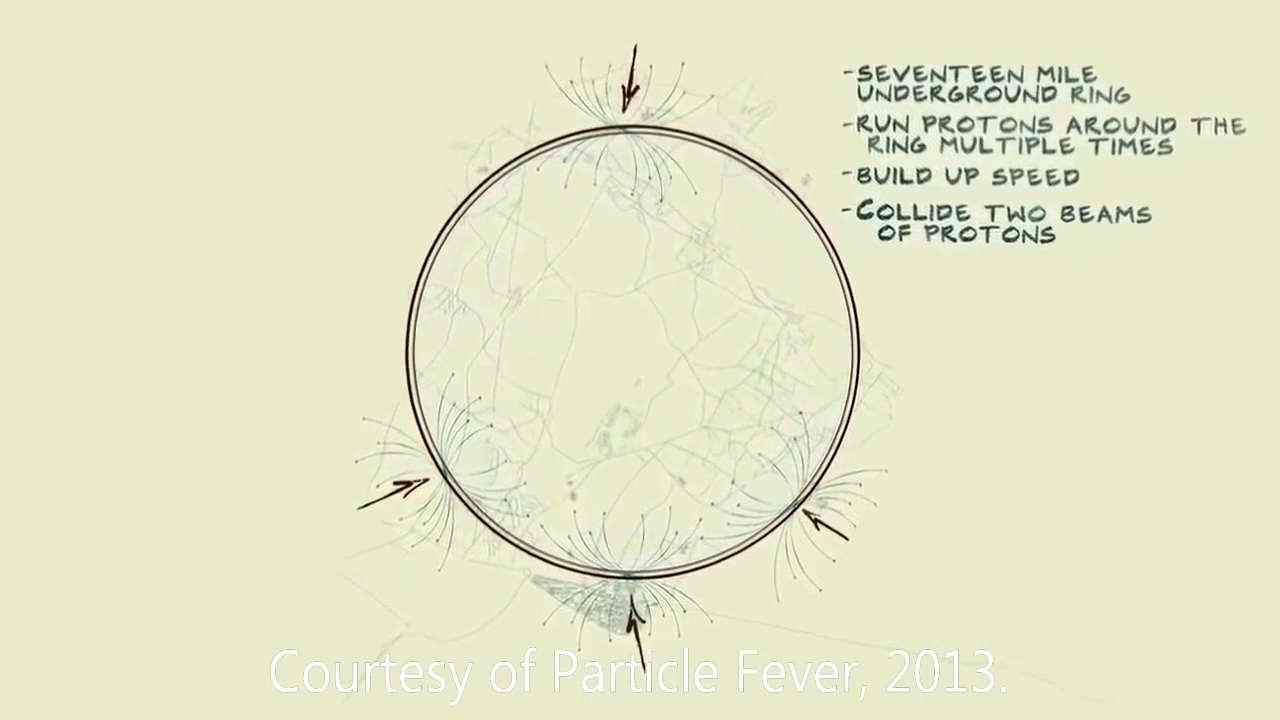 -SEVENTEEN MILE
UNDERGROUND RING
-RUN PROTONS AROUND THE
RING MULTIPLE TIMES
-BUILD UP SPEED
-COLLIDE TWO BEAMS
OF PROTONS
Courtesy of Particle Fever, 2013.